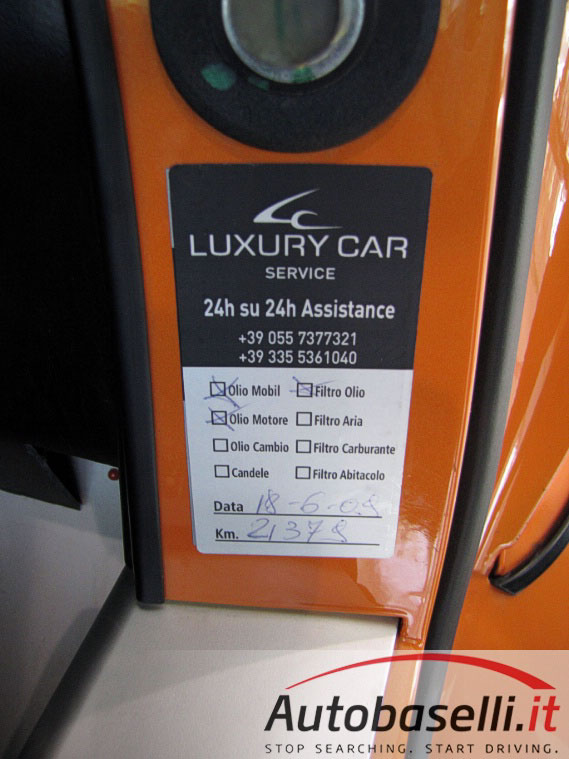 LUXURY CAR
SERVICE
24h su 24h Assistance
+39 055 7377321
+39 335 5361040
Olio Mobil Filtro Olio
Olio Motore Filtro Aria
Olio Cambio Filtro Carburante
Candele Filtro Abitacolo
Data 18-6-09
Km. 21379
Autobaselli.it
STOP SEARCHING. START DRIVING.